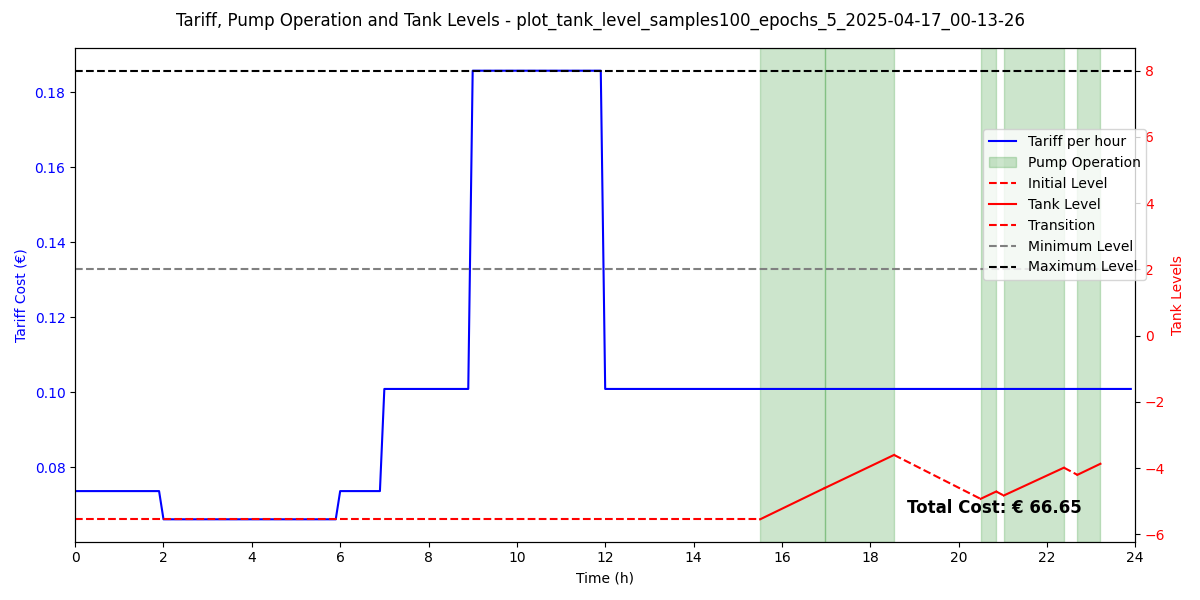 Tariff, Pump Operation and Tank Levels - plot_tank_level_samples100_epochs_5_2025-04-17_00-13-26
Tariff Cost (€)
0.18
0.16
0.14
0.12
0.10
0.08
8
6
4
2
0
−2
−4
−6
Tank Levels
Tariff per hour
Pump Operation
Initial Level
Tank Level
Transition
Minimum Level
Maximum Level
Total Cost: € 66.65
0 2 4 6 8 10 12 14 16 18 20 22 24
Time (h)